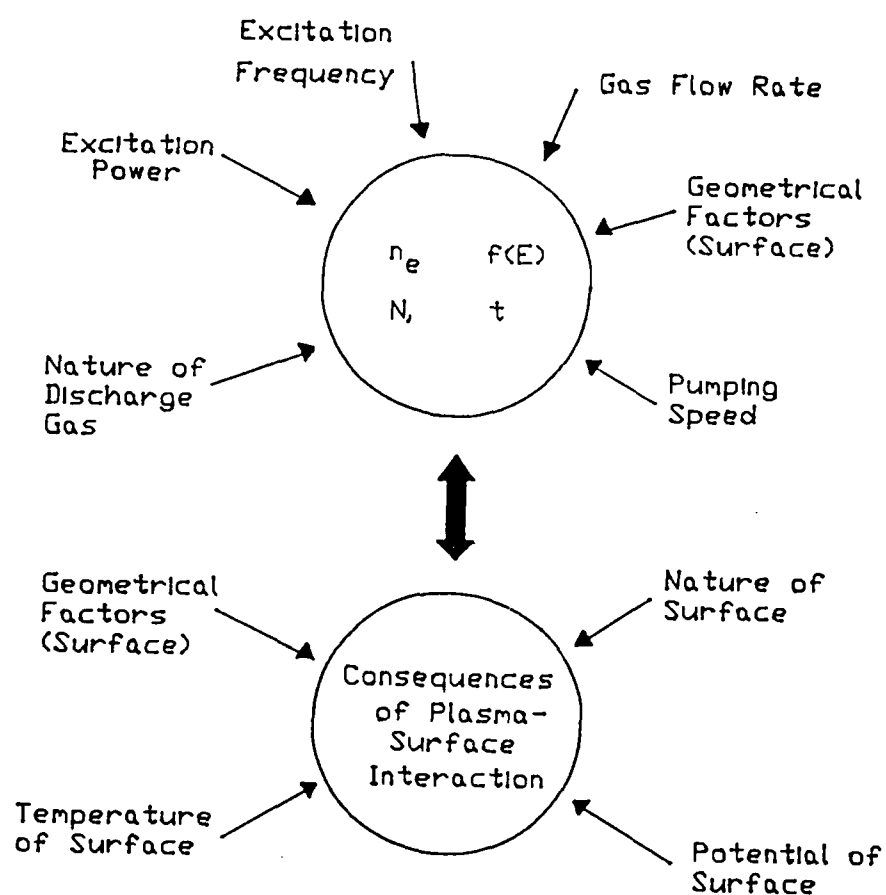 Excitation
Frequency
Gas Flow Rate
Excitation
Power
Geometrical
Factors
(Surface)
nₑ f(E)
N, t
Nature of
Discharge
Gas
Pumping
Speed
Geometrical
Factors
(Surface)
Nature of
Surface
Consequences
of Plasma-
Surface
Interaction
Temperature
of Surface
Potential of
Surface